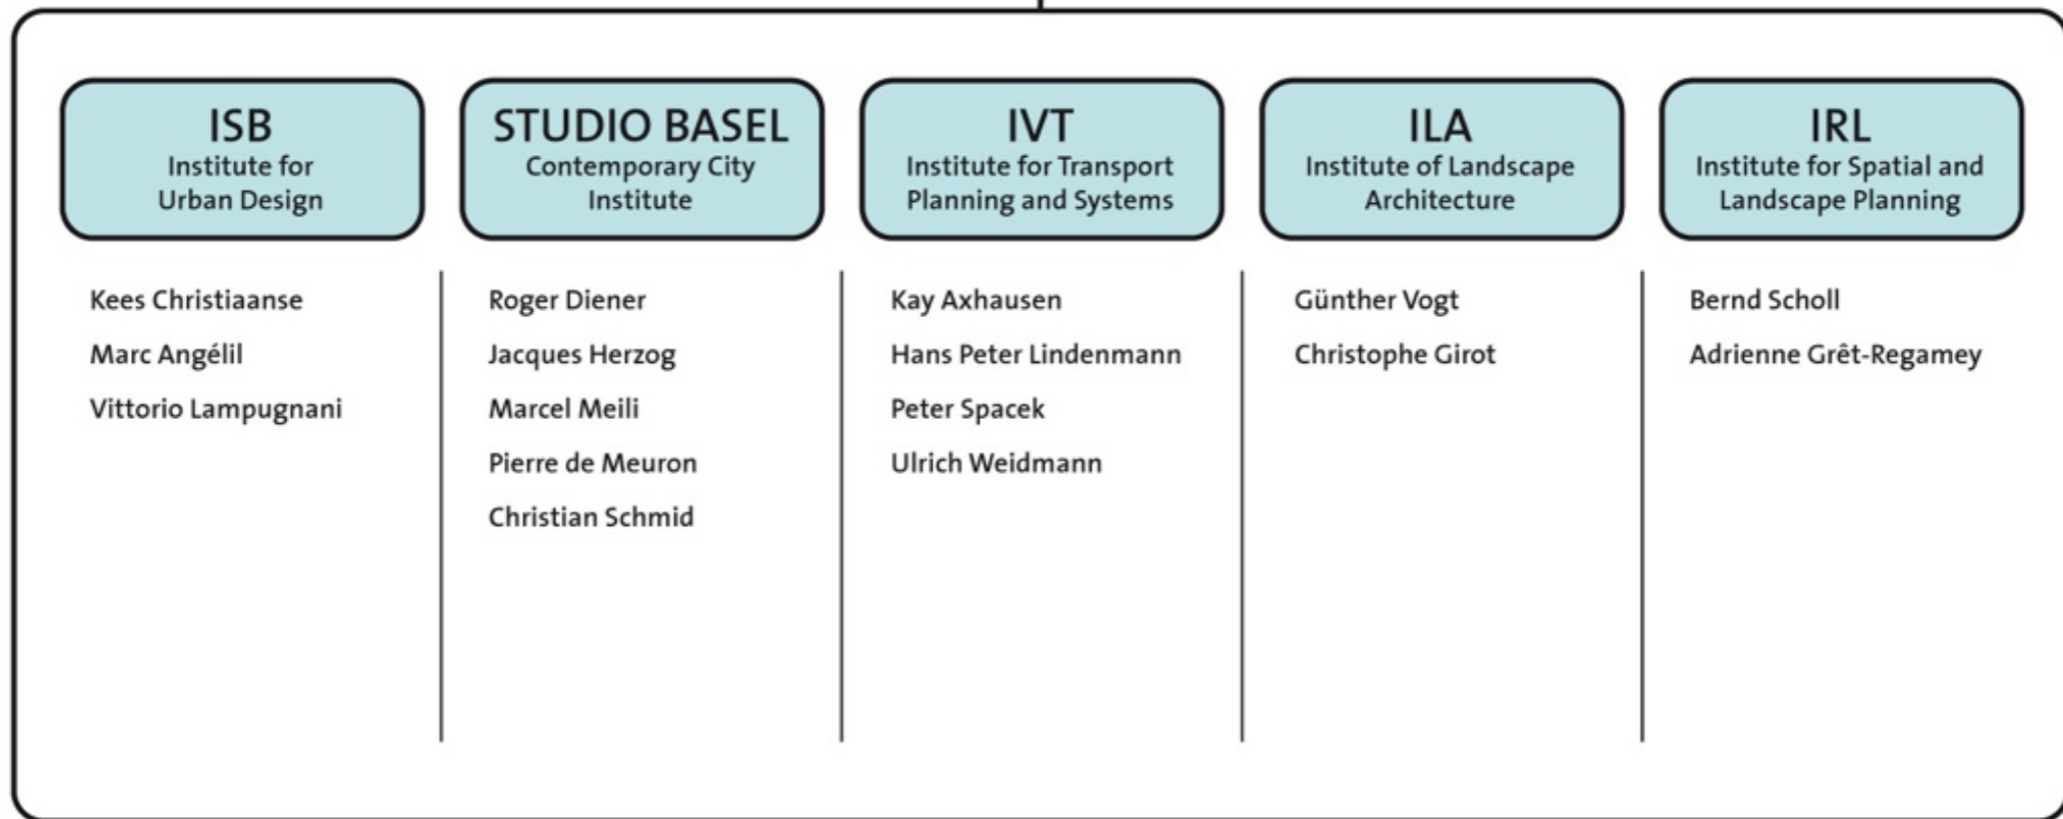 ISB
Institute for
Urban Design
Kees Christiaanse
Marc Angélil
Vittorio Lampugnani
STUDIO BASEL
Contemporary City
Institute
Roger Diener
Jacques Herzog
Marcel Meili
Pierre de Meuron
Christian Schmid
IVT
Institute for Transport
Planning and Systems
Kay Axhausen
Hans Peter Lindenmann
Peter Spacek
Ulrich Weidmann
ILA
Institute of Landscape
Architecture
Günther Vogt
Christophe Girot
IRL
Institute for Spatial and
Landscape Planning
Bernd Scholl
Adrienne Grêt-Regamey